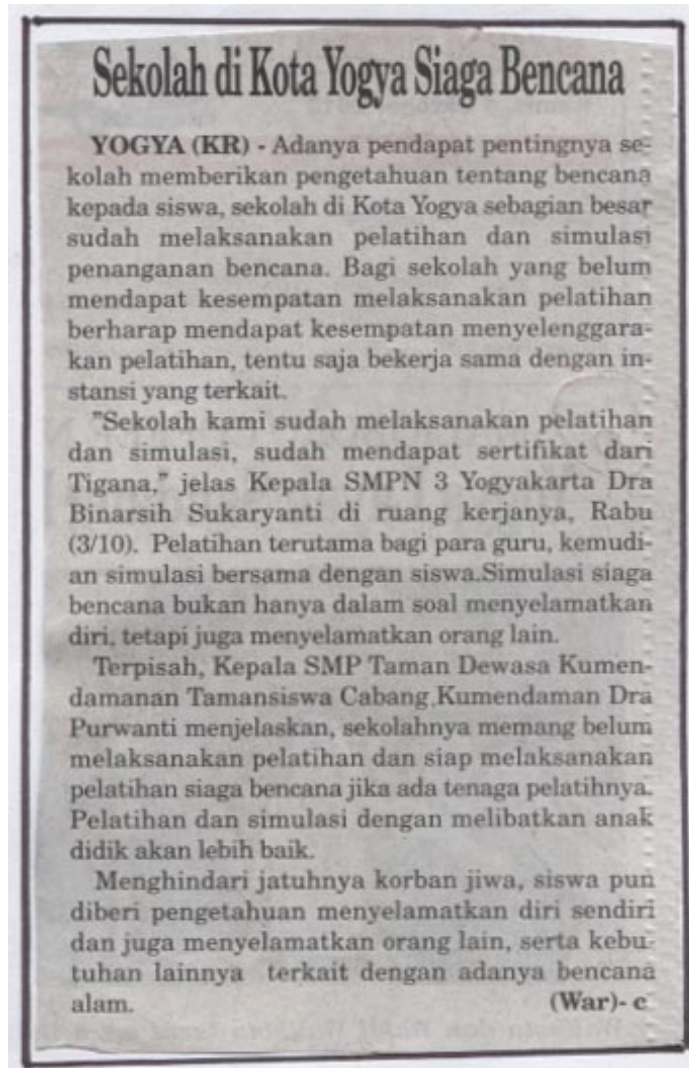 Sekolah di Kota Yogya Siaga Bencana
YOGYA (KR) - Adanya pendapat pentingnya se-
kolah memberikan pengetahuan tentang bencana
kepada siswa, sekolah di Kota Yogya sebagian besar
sudah melaksanakan pelatihan dan simulasi
penanganan bencana. Bagi sekolah yang belum
mendapat kesempatan melaksanakan pelatihan
berharap mendapat kesempatan menyelenggara-
kan pelatihan, tentu saja bekerja sama dengan in-
stansi yang terkait.
"Sekolah kami sudah melaksanakan pelatihan
dan simulasi, sudah mendapat sertifikat dari
Tigana," jelas Kepala SMPN 3 Yogyakarta Dra
Binarsih Sukaryanti di ruang kerjanya, Rabu
(3/10). Pelatihan terutama bagi para guru, kemudi-
an simulasi bersama dengan siswa.Simulasi siaga
bencana bukan hanya dalam soal menyelamatkan
diri, tetapi juga menyelamatkan orang lain.
Terpisah, Kepala SMP Taman Dewasa Kumen-
damanan Tamansiswa Cabang Kumendaman Dra
Purwanti menjelaskan, sekolahnya memang belum
melaksanakan pelatihan dan siap melaksanakan
pelatihan siaga bencana jika ada tenaga pelatihnya.
Pelatihan dan simulasi dengan melibatkan anak
didik akan lebih baik.
Menghindari jatuhnya korban jiwa, siswa pun
diberi pengetahuan menyelamatkan diri sendiri
dan juga menyelamatkan orang lain, serta kebu-
tuhan lainnya terkait dengan adanya bencana
alam. (War)- c